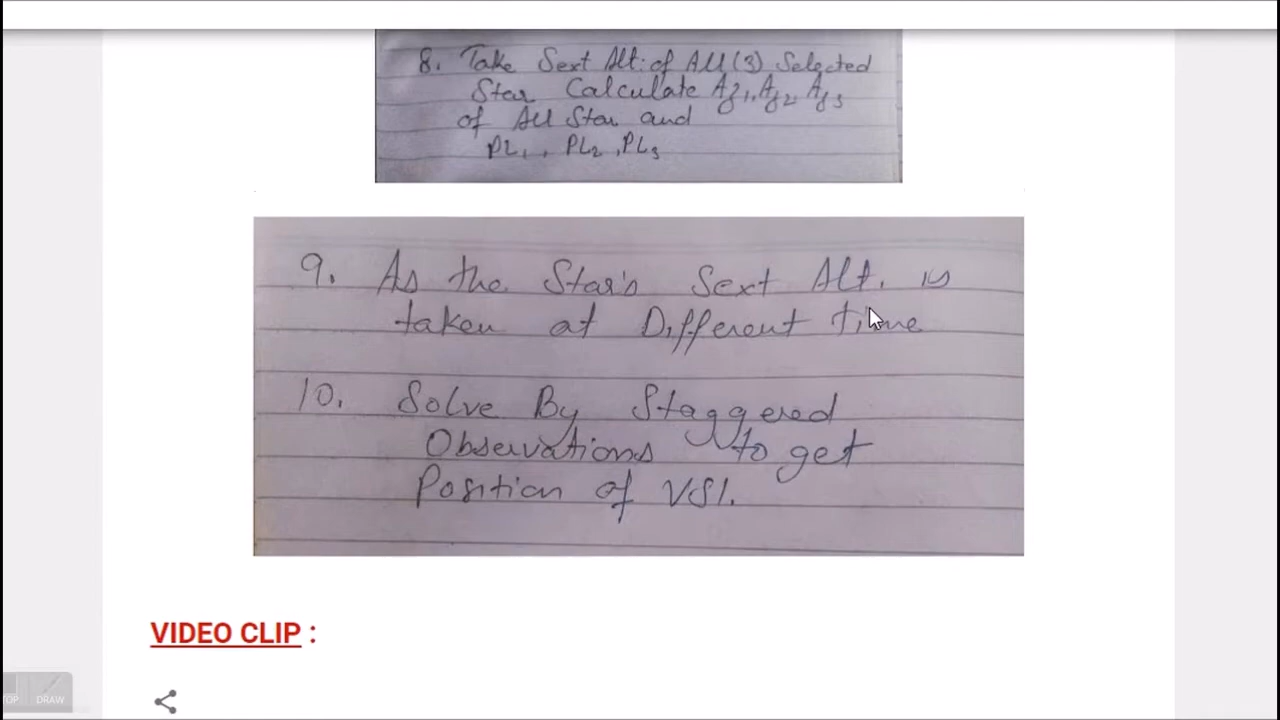 8. Take Sext Alt: of All (3) Selected
Star Calculate Az1, Az2, Az3
of All Star and
PL1, PL2, PL3
9. As the Star's Sext Alt. is
taken at Different time
10. Solve By Staggered
Observations to get
Position of VSl.
VIDEO CLIP :
TOP DRAW